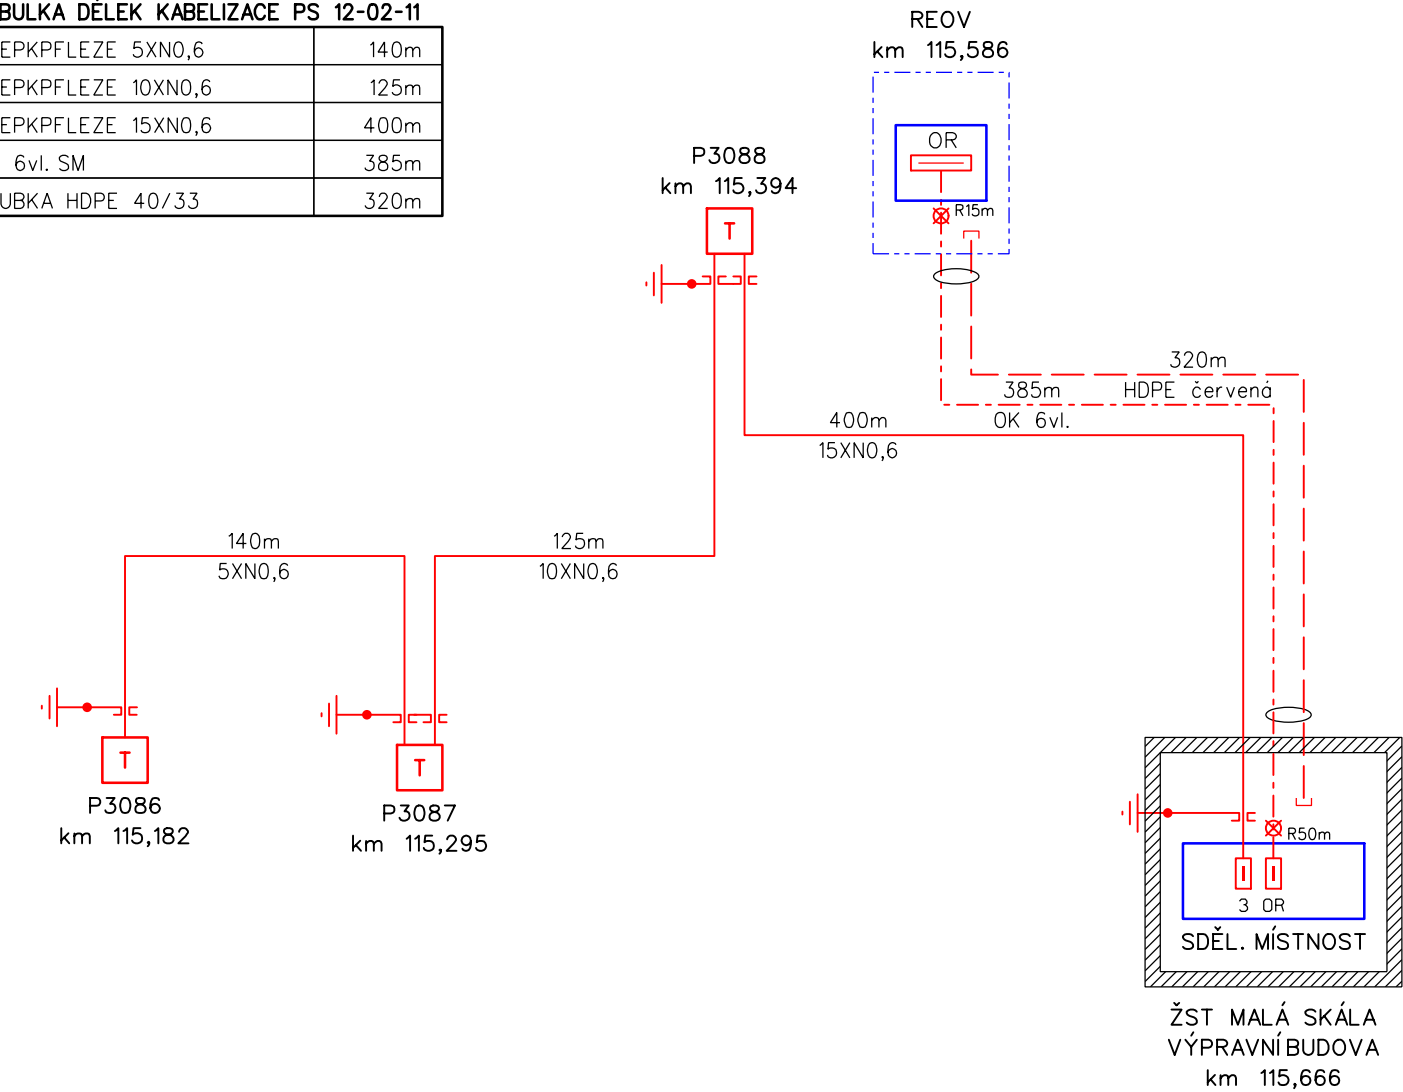 BULKA DÉLEK KABELIZACE PS 12-02-11
EPKPFLEZE 5XN0,6 140m
EPKPFLEZE 10XN0,6 125m
EPKPFLEZE 15XN0,6 400m
6vl. SM 385m
UBKA HDPE 40/33 320m
REOV
km 115,586
OR
R15m
P3088
km 115,394
T
320m
385m HDPE červená
400m OK 6vl.
15XN0,6
140m
5XN0,6
125m
10XN0,6
T
P3086
km 115,182
T
P3087
km 115,295
R50m
3 OR
SDĚL. MÍSTNOST
ŽST MALÁ SKÁLA
VÝPRAVNÍ BUDOVA
km 115,666